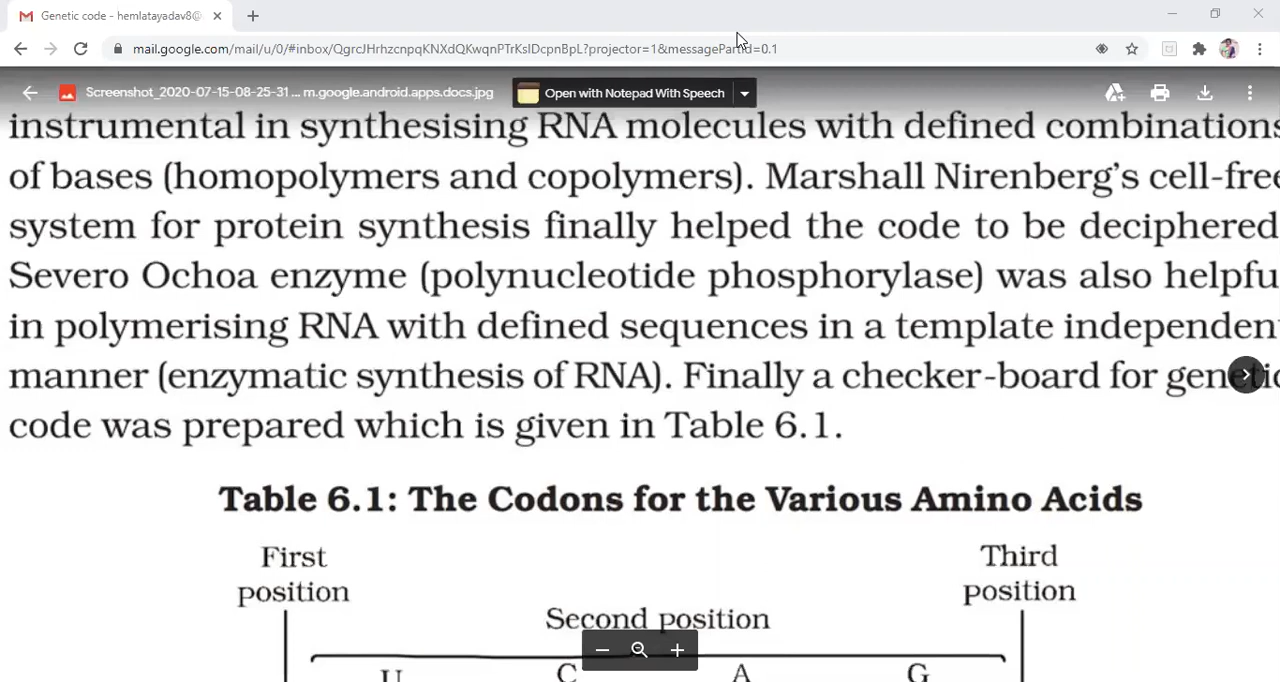 Genetic code - hemlatayadav8@
mail.google.com/mail/u/0/#inbox/QgrcJHrhzcnpqKNXdQKwqnPTrKRDcpnBpL?projector=1&messagePartId=0.1
Screenshot_2020-07-15-08-25-31 ... m.google.android.apps.docs.jpg
Open with Notepad With Speech
instrumental in synthesising RNA molecules with defined combinations
of bases (homopolymers and copolymers). Marshall Nirenberg's cell-free
system for protein synthesis finally helped the code to be deciphered
Severo Ochoa enzyme (polynucleotide phosphorylase) was also helpfu
in polymerising RNA with defined sequences in a template independen
manner (enzymatic synthesis of RNA). Finally a checker-board for genetic
code was prepared which is given in Table 6.1.
Table 6.1: The Codons for the Various Amino Acids
First position
Third position
Second position
U C A G